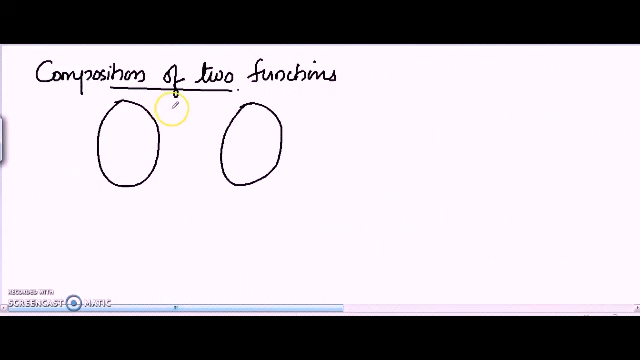 Composition of two functions
RECORDED WITH
SCREENCAST MATIC